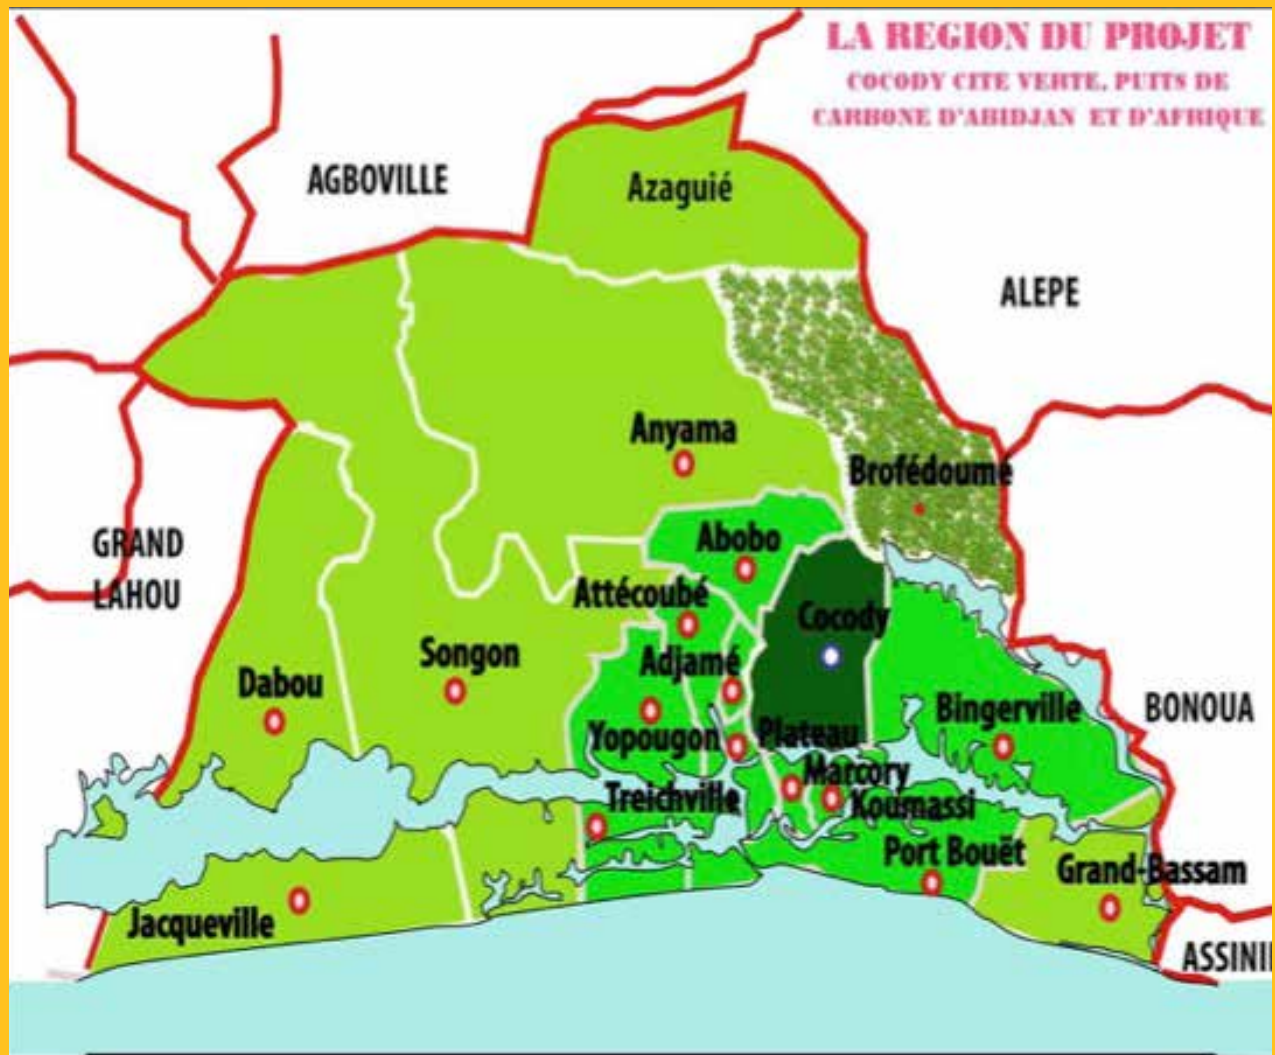 LA REGION DU PROJET
COCODY CITE VERTE, PUITS DE
CARBONE D'ABIDJAN ET D'AFRIQUE
AGBOVILLE
Azaguié
ALEPE
Anyama
Brofédoumé
GRAND
LAHOU
Abobo
Attécoubé
Cocody
Songon
Adjamé
Dabou
Bingerville
BONOUA
Yopougon
Plateau
Marcory
Treichville
Koumassi
Port Bouët
Grand-Bassam
Jacqueville
ASSINI